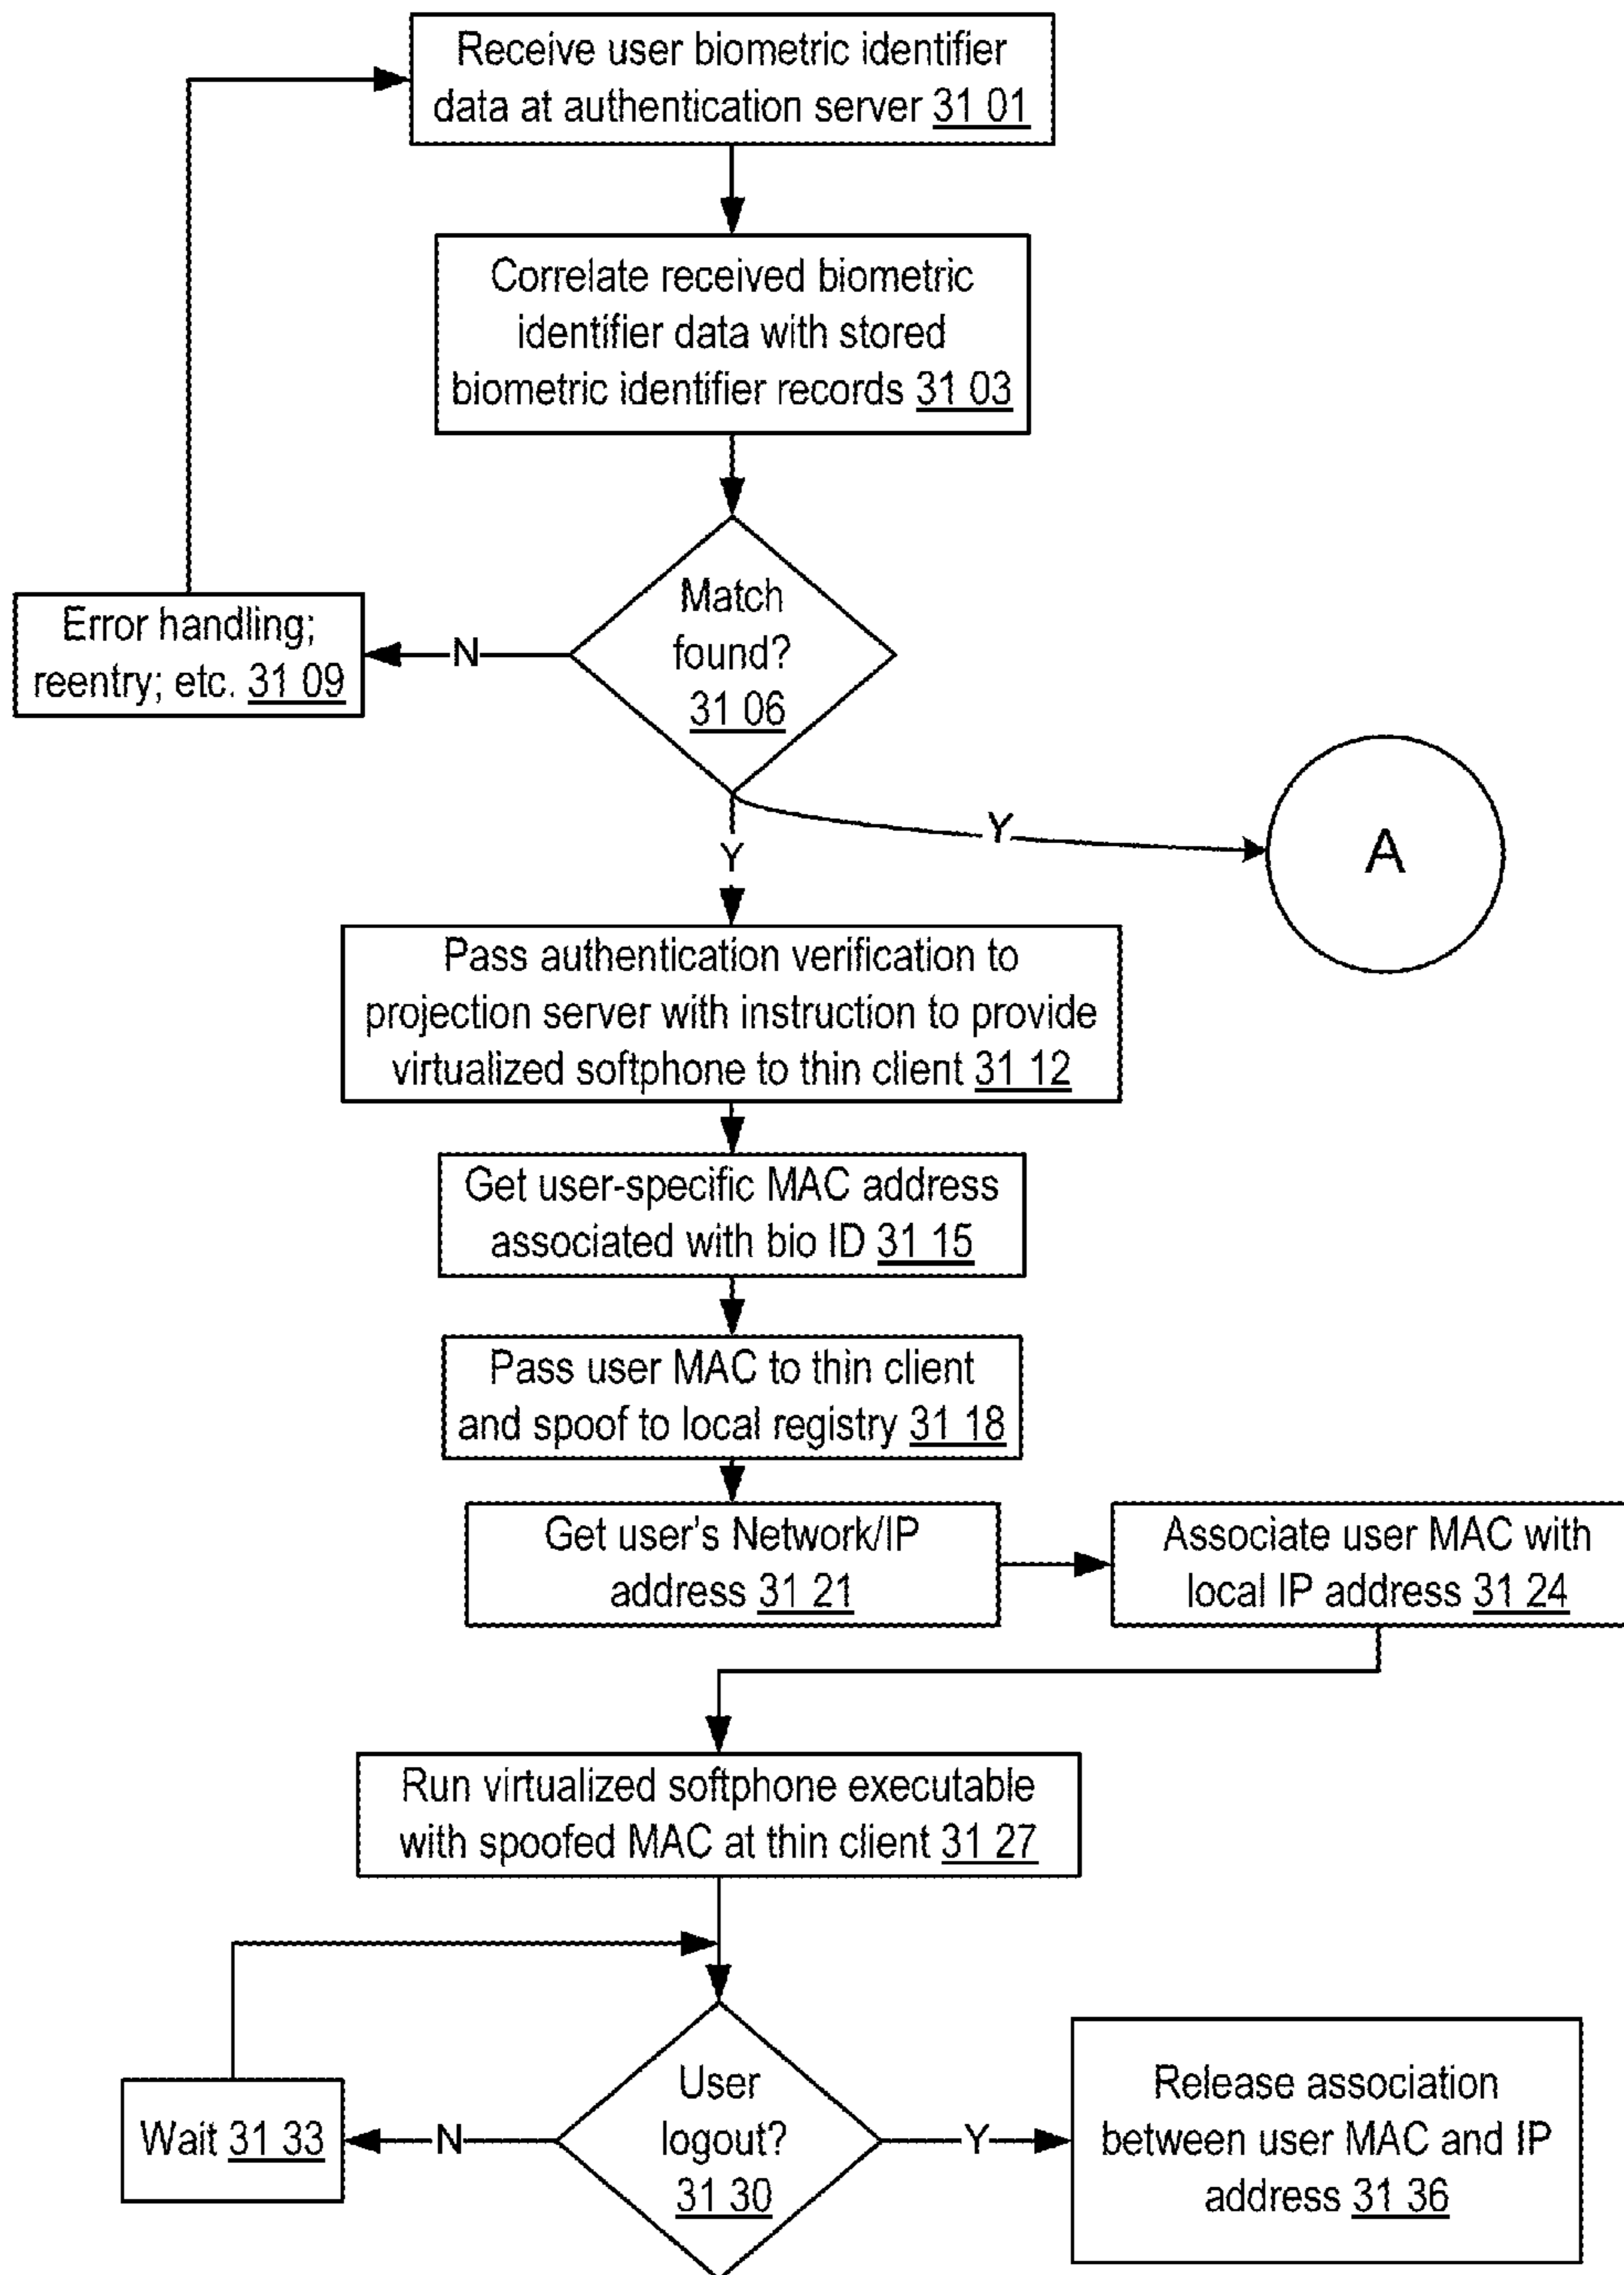 Receive user biometric identifier
data at authentication server 31 01
Correlate received biometric
identifier data with stored
biometric identifier records 31 03
Match
found?
31 06
N
Error handling;
reentry; etc. 31 09
Y
A
Y
Pass authentication verification to
projection server with instruction to provide
virtualized softphone to thin client 31 12
Get user-specific MAC address
associated with bio ID 31 15
Pass user MAC to thin client
and spoof to local registry 31 18
Get user's Network/IP
address 31 21
Associate user MAC with
local IP address 31 24
Run virtualized softphone executable
with spoofed MAC at thin client 31 27
User
logout?
31 30
N
Wait 31 33
Y
Release association
between user MAC and IP
address 31 36